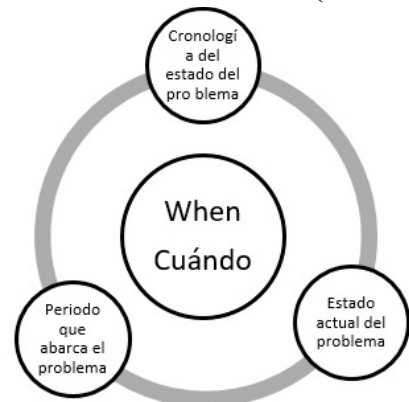 Cronologí
a del
estado del
pro blema
When
Cuándo
Estado
actual del
problema
Periodo
que
abarca el
problema